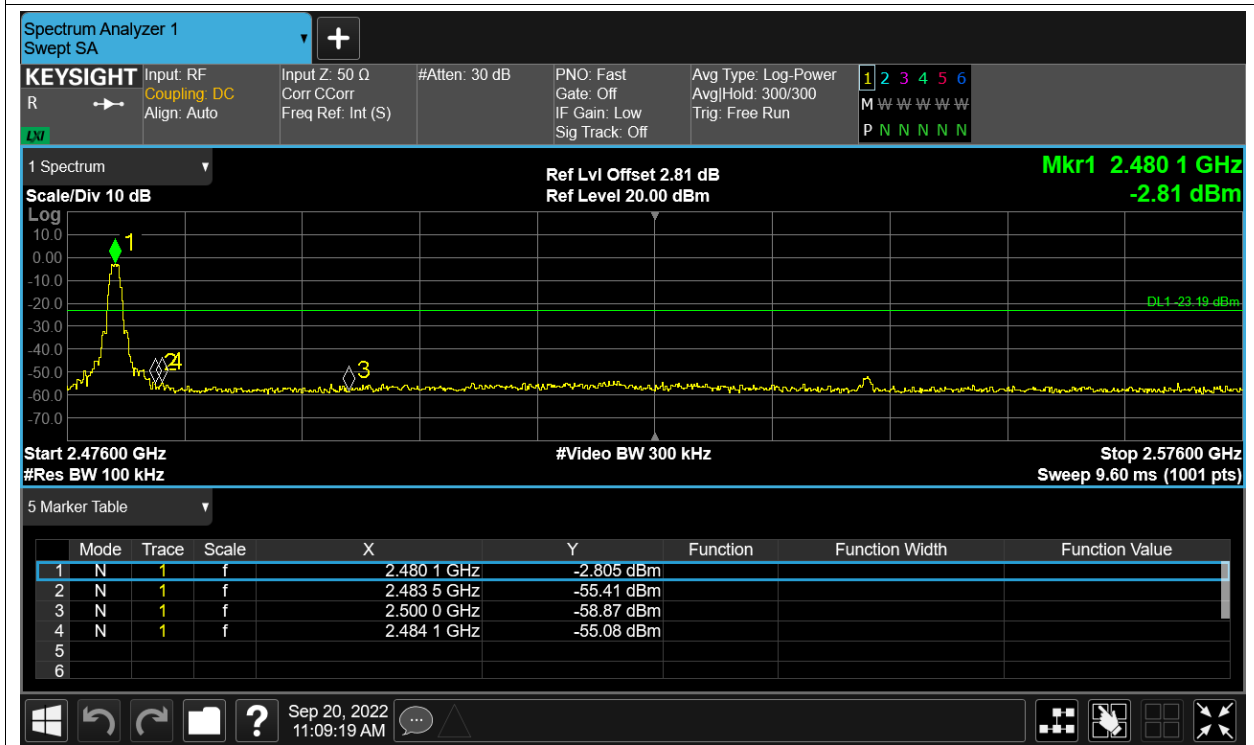 Spectrum Analyzer 1
Swept SA
KEYSIGHT Input: RF Input Z: 50 Ω #Atten: 30 dB PNO: Fast Avg Type: Log-Power 1 2 3 4 5 6
R Coupling: DC Corr CCorr Gate: Off Avg|Hold: 300/300 M W W W W W
Align: Auto Freq Ref: Int (S) IF Gain: Low Trig: Free Run
LXI Sig Track: Off P N N N N N
1 Spectrum Ref Lvl Offset 2.81 dB Mkr1 2.480 1 GHz
Scale/Div 10 dB Ref Level 20.00 dBm -2.81 dBm
Log
10.0 1
0.00
-10.0
-20.0 DL1 -23.19 dBm
-30.0
-40.0 24
-50.0 3
-60.0
-70.0
Start 2.47600 GHz #Video BW 300 kHz Stop 2.57600 GHz
#Res BW 100 kHz Sweep 9.60 ms (1001 pts)
5 Marker Table
Mode Trace Scale X Y Function Function Width Function Value
1 N 1 f 2.480 1 GHz -2.805 dBm
2 N 1 f 2.483 5 GHz -55.41 dBm
3 N 1 f 2.500 0 GHz -58.87 dBm
4 N 1 f 2.484 1 GHz -55.08 dBm
5
6
? Sep 20, 2022
11:09:19 AM